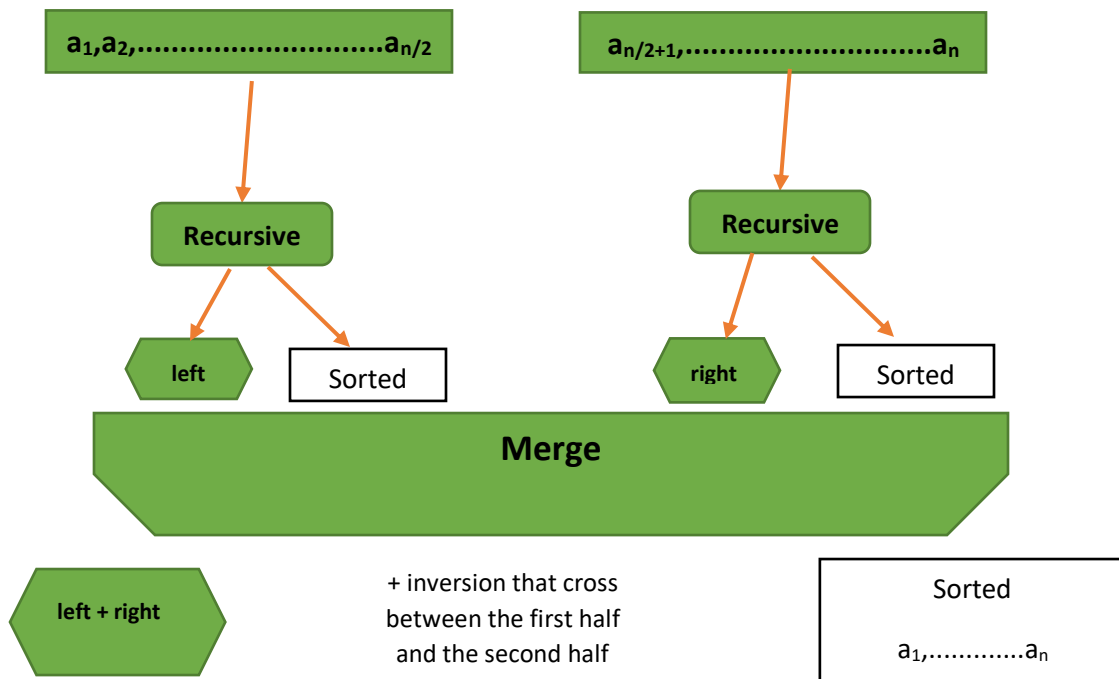 a₁,a₂,..............................aₙ/₂
aₙ/₂₊₁,..............................aₙ
Recursive
Recursive
left
Sorted
right
Sorted
Merge
left + right
+ inversion that cross
between the first half
and the second half
Sorted
a₁,.............aₙ